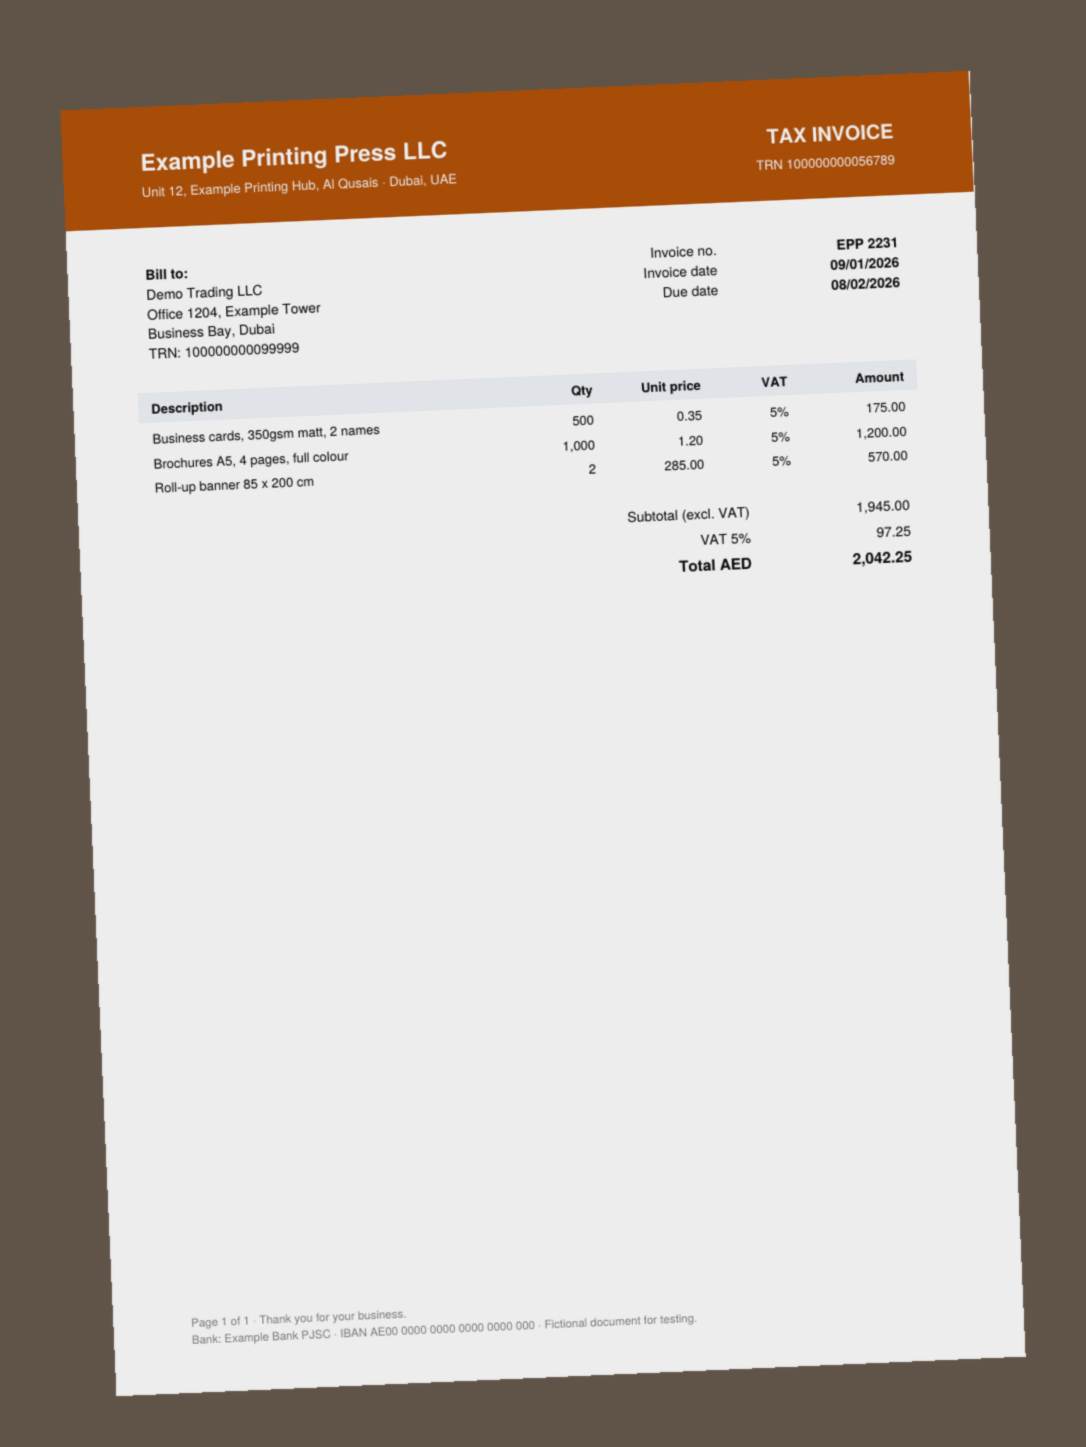 Example Printing Press LLC
Unit 12, Example Printing Hub, Al Qusais · Dubai, UAE
TAX INVOICE
TRN 100000000056789
Bill to:
Demo Trading LLC
Office 1204, Example Tower
Business Bay, Dubai
TRN: 100000000099999
Invoice no. EPP 2231
Invoice date 09/01/2026
Due date 08/02/2026
Description Qty Unit price VAT Amount
Business cards, 350gsm matt, 2 names 500 0.35 5% 175.00
Brochures A5, 4 pages, full colour 1,000 1.20 5% 1,200.00
Roll-up banner 85 x 200 cm 2 285.00 5% 570.00
Subtotal (excl. VAT) 1,945.00
VAT 5% 97.25
Total AED 2,042.25
Page 1 of 1 · Thank you for your business.
Bank: Example Bank PJSC · IBAN AE00 0000 0000 0000 0000 000 · Fictional document for testing.